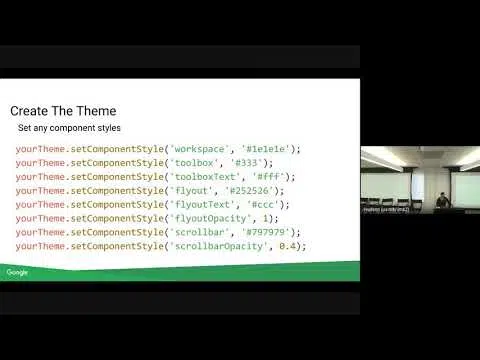 Create The Theme
Set any component styles
yourTheme.setComponentStyle('workspace', '#1e1e1e');
yourTheme.setComponentStyle('toolbox', '#333');
yourTheme.setComponentStyle('toolboxText', '#fff');
yourTheme.setComponentStyle('flyout', '#252526');
yourTheme.setComponentStyle('flyoutText', '#ccc');
yourTheme.setComponentStyle('flyoutOpacity', 1);
yourTheme.setComponentStyle('scrollbar', '#797979');
yourTheme.setComponentStyle('scrollbarOpacity', 0.4);
Google